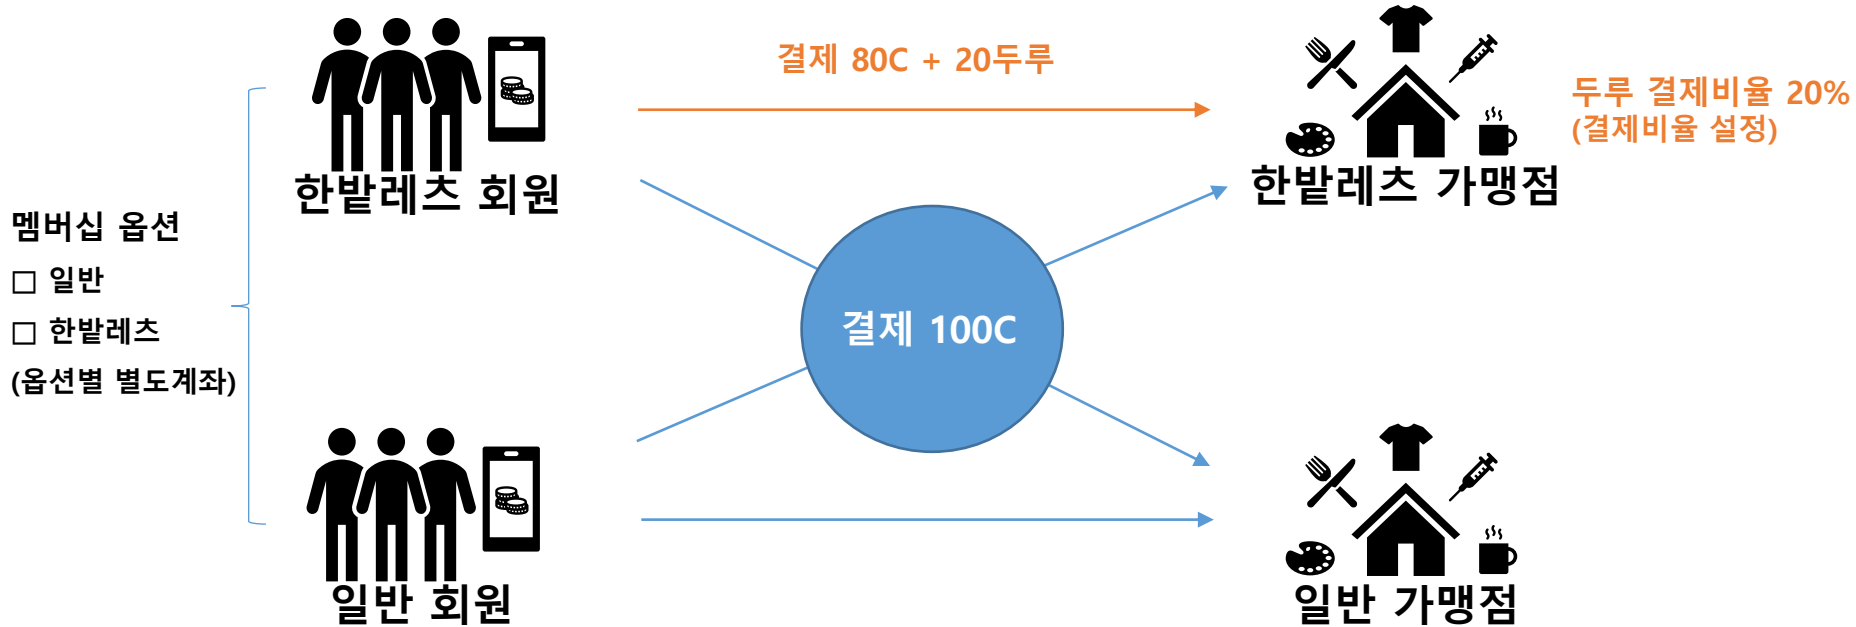 결제 80C + 20두루
두루 결제비율 20%
(결제비율 설정)
한밭레츠 회원
한밭레츠 가맹점
멤버십 옵션
□ 일반
□ 한밭레츠
(옵션별 별도계좌)
결제 100C
일반 회원
일반 가맹점